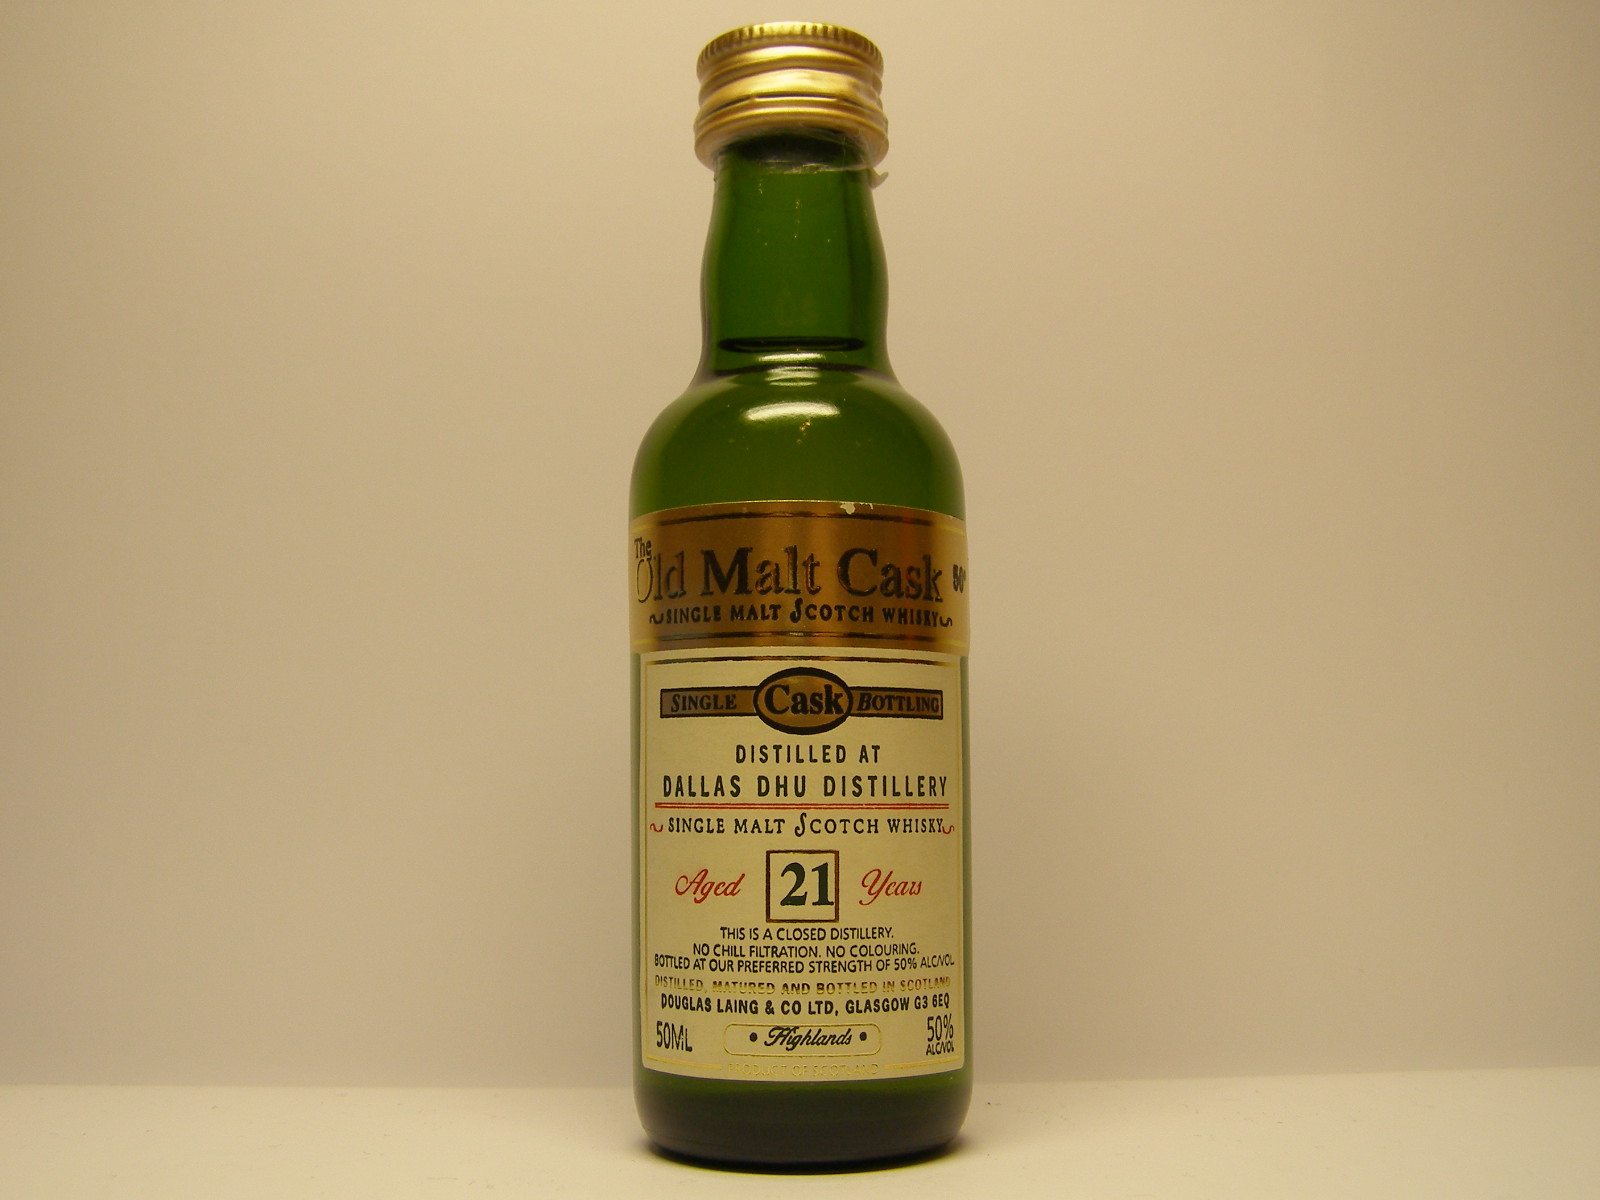 The
Old Malt Cask 50°
SINGLE MALT SCOTCH WHISKY
SINGLE Cask BOTTLING
DISTILLED AT
DALLAS DHU DISTILLERY
SINGLE MALT SCOTCH WHISKY
Aged 21 Years
THIS IS A CLOSED DISTILLERY.
NO CHILL FILTRATION. NO COLOURING.
BOTTLED AT OUR PREFERRED STRENGTH OF 50% ALC/VOL
DISTILLED, MATURED AND BOTTLED IN SCOTLAND
DOUGLAS LAING & CO LTD, GLASGOW G3 6EQ
50ML • Highlands • 50%
ALC/VOL
PRODUCT OF SCOTLAND